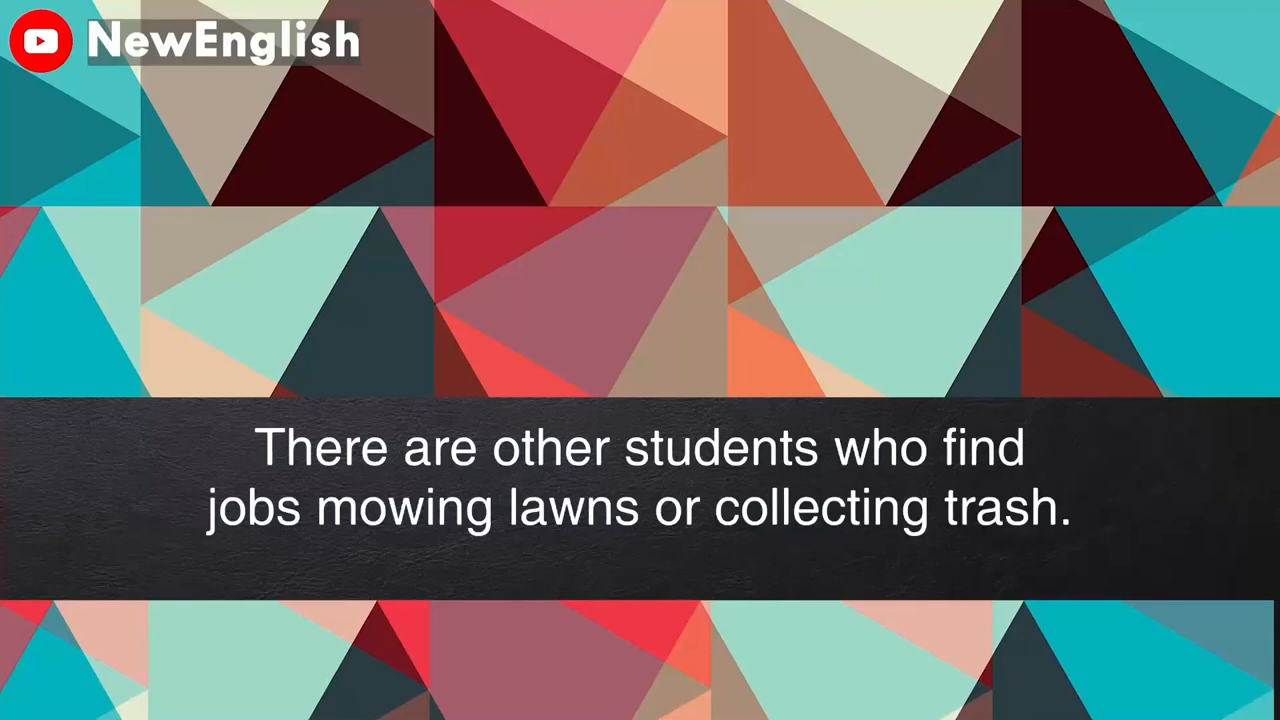 NewEnglish
There are other students who find
jobs mowing lawns or collecting trash.